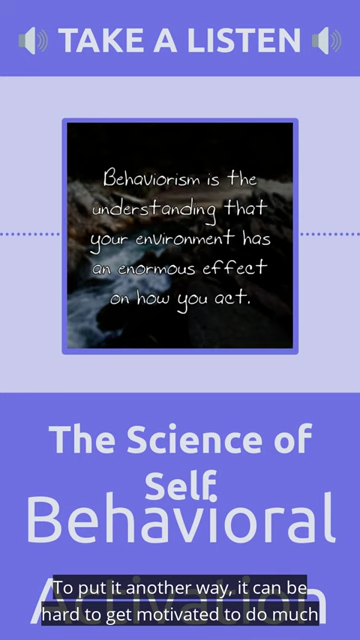 TAKE A LISTEN
Behaviorism is the
understanding that
your environment has
an enormous effect
on how you act.
The Science of
Self
Behavioral
Activation
To put it another way, it can be
hard to get motivated to do much